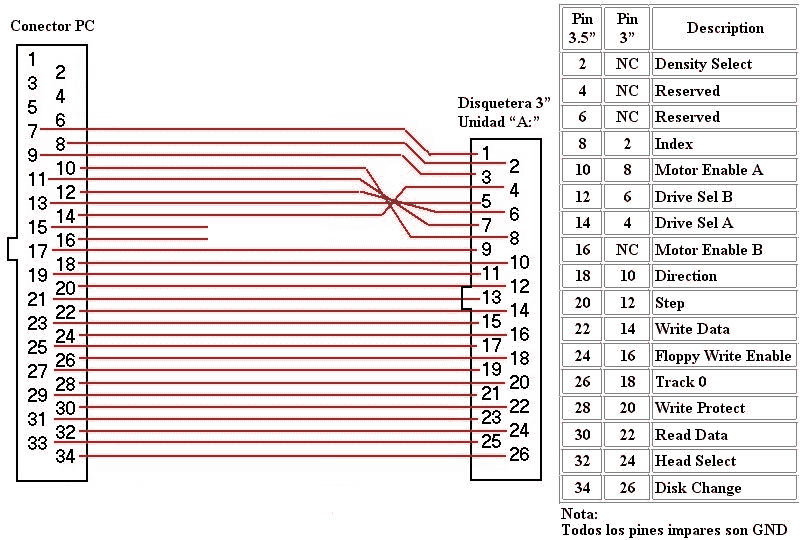 Conector PC
1
2
3
4
5
6
7
8
9
10
11
12
13
14
15
16
17
18
19
20
21
22
23
24
25
26
27
28
29
30
31
32
33
34
Disquetera 3”
Unidad “A:”
1
2
3
4
5
6
7
8
9
10
11
12
13
14
15
16
17
18
19
20
21
22
23
24
25
26
Pin 3.5” Pin 3” Description
2 NC Density Select
4 NC Reserved
6 NC Reserved
8 2 Index
10 8 Motor Enable A
12 6 Drive Sel B
14 4 Drive Sel A
16 NC Motor Enable B
18 10 Direction
20 12 Step
22 14 Write Data
24 16 Floppy Write Enable
26 18 Track 0
28 20 Write Protect
30 22 Read Data
32 24 Head Select
34 26 Disk Change
Nota:
Todos los pines impares son GND